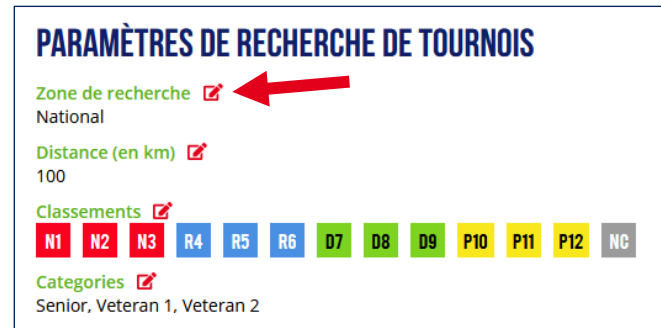 PARAMÈTRES DE RECHERCHE DE TOURNOIS
Zone de recherche
National
Distance (en km)
100
Classements
N1 N2 N3 R4 R5 R6 D7 D8 D9 P10 P11 P12 NC
Categories
Senior, Veteran 1, Veteran 2